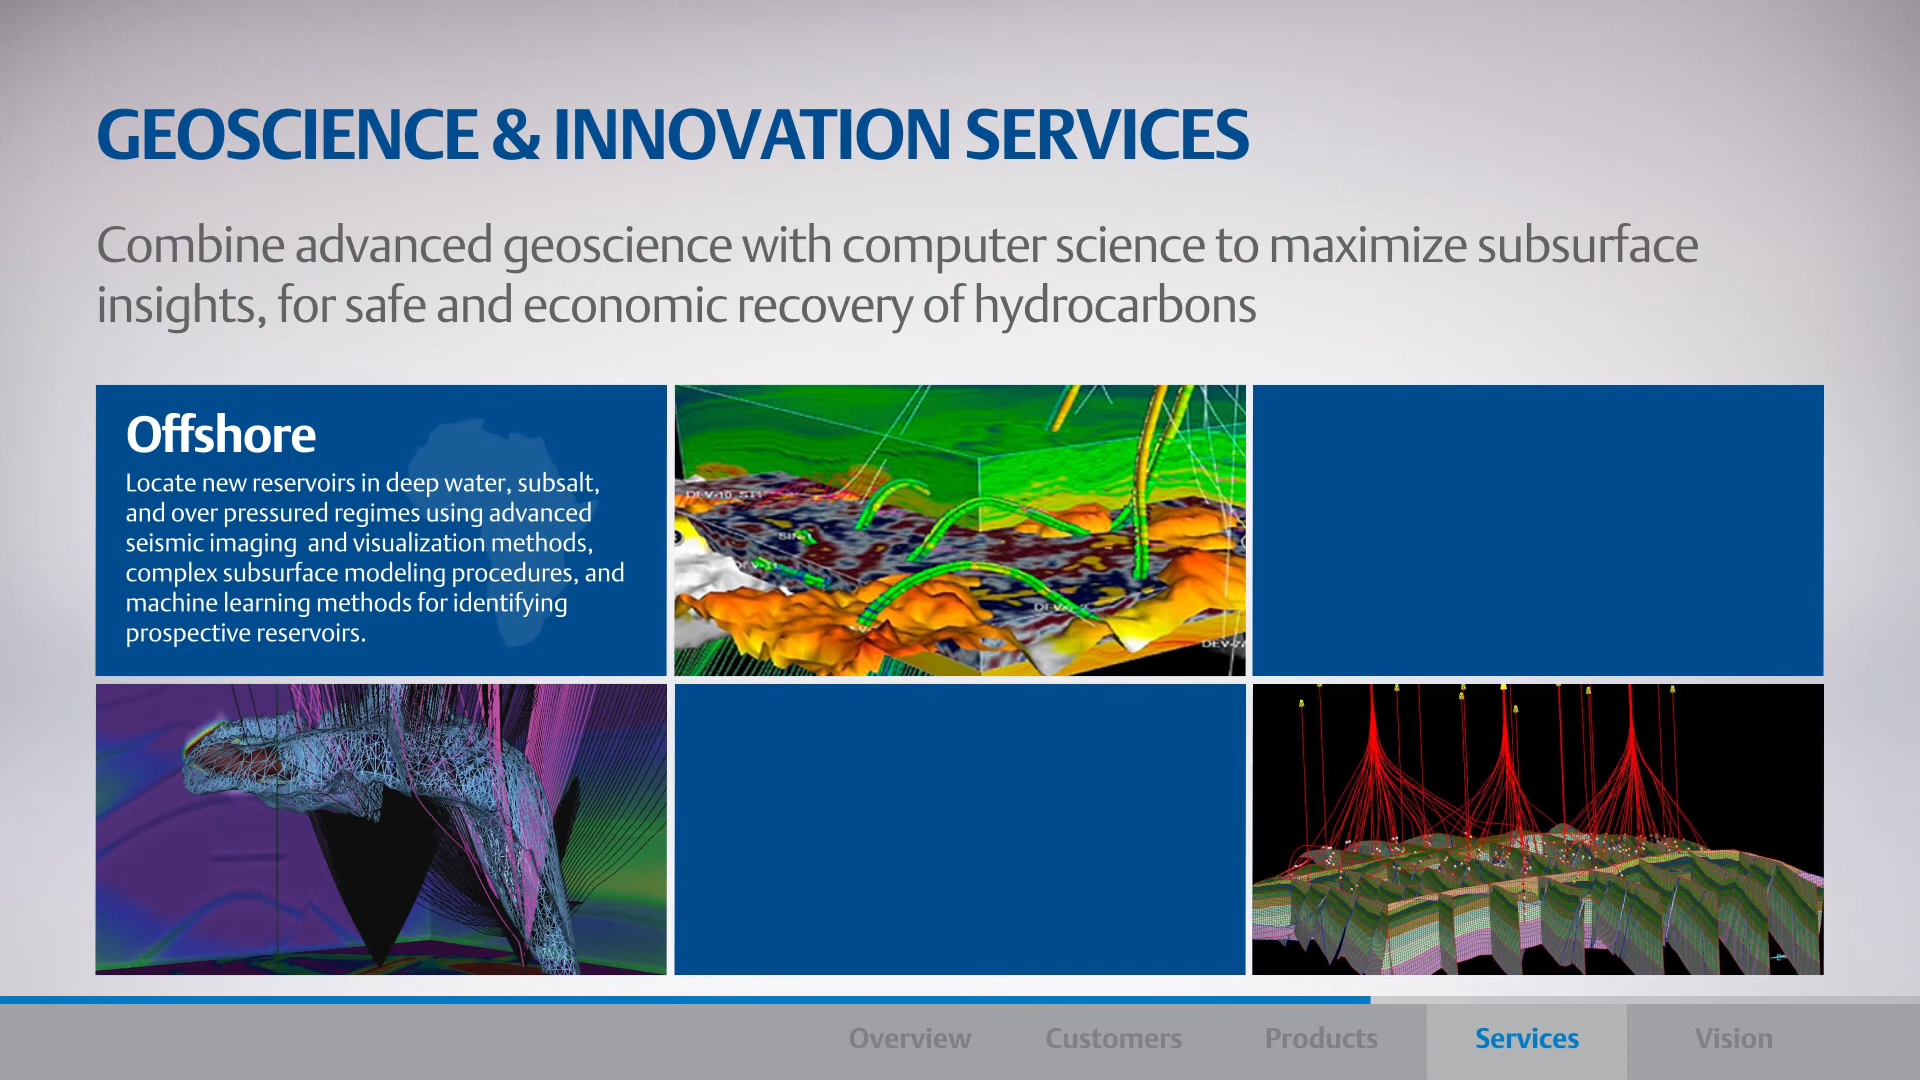 GEOSCIENCE & INNOVATION SERVICES
Combine advanced geoscience with computer science to maximize subsurface
insights, for safe and economic recovery of hydrocarbons
Offshore
Locate new reservoirs in deep water, subsalt,
and over pressured regimes using advanced
seismic imaging and visualization methods,
complex subsurface modeling procedures, and
machine learning methods for identifying
prospective reservoirs.
Overview
Customers
Products
Services
Vision